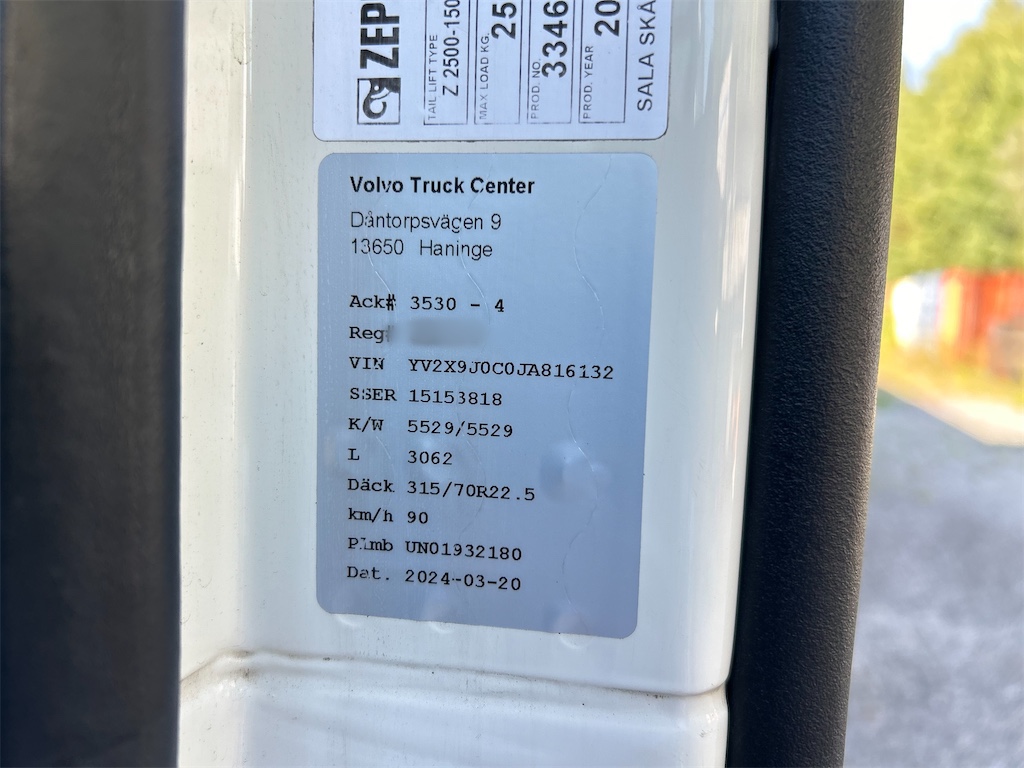 ZEP
TAIL LIFT TYPE
Z 2500-150
MAX LOAD KG.
25
PROD. NO.
3346
PROD. YEAR
20
SALA SKÅ
Volvo Truck Center
Dåntorpsvägen 9
13650 Haninge
Ack# 3530 - 4
Reg#
VIN YV2X9J0C0JA816132
SSER 15153818
K/W 5529/5529
L 3062
Däck 315/70R22.5
km/h 90
Plmb UN01932180
Dat. 2024-03-20